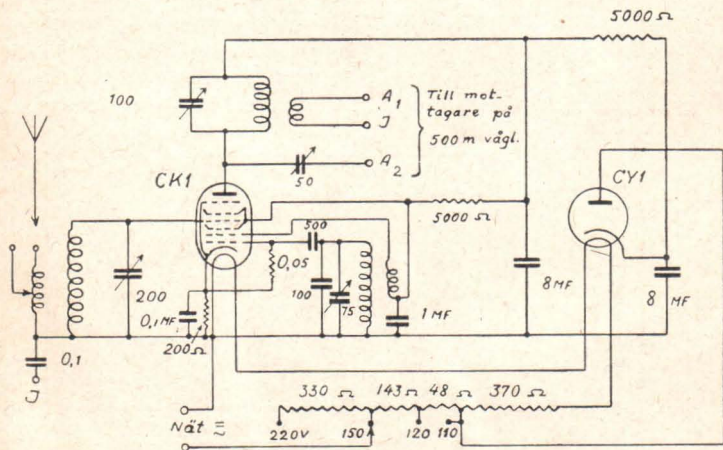 5000 Ω
100
A₁
J
A₂
Till mot-
tagare på
500 m vågl.
50
CK1
CY1
5000 Ω
500
0,05
200
0,1 MF
200 Ω
100
75
1 MF
8 MF
8 MF
0,1
J
330 Ω
143 Ω
48 Ω
370 Ω
Nät ≂
220V
150
120
110